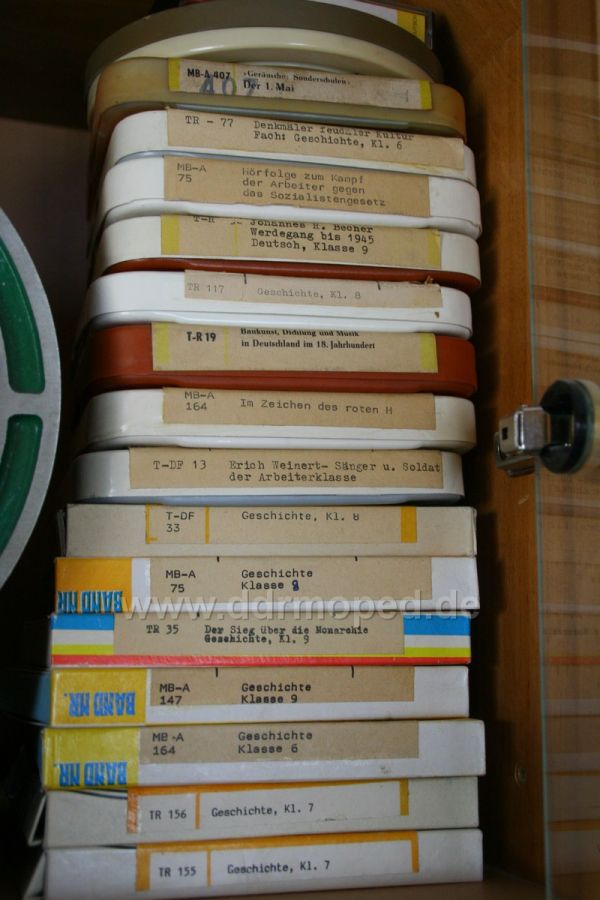 MB-A 407
‹Geräusche: Sonderschulen›
Der 1. Mai
407
TR - 77
Denkmäler feudaler Kultur
Fach: Geschichte, Kl. 6
MB-A
75
Hörfolge zum Kampf
der Arbeiter gegen
das Sozialistengesetz
T-R
Johannes R. Becher
Werdegang bis 1945
Deutsch, Klasse 9
TR 117
Geschichte, Kl. 8
T-R 19
Baukunst, Dichtung und Musik
in Deutschland im 18. Jahrhundert
MB-A
164
Im Zeichen des roten H
T-DF 13
Erich Weinert- Sänger u. Soldat
der Arbeiterklasse
T-DF
33
Geschichte, Kl. 8
BAND NR.
MB-A
75
Geschichte
Klasse
www.ddrmoped.de
TR 35
Der Sieg über die Monarchie
Geschichte, Kl. 9
BAND NR.
MB-A
147
Geschichte
Klasse 9
BAND NR.
MB-A
164
Geschichte
Klasse 6
TR 156
Geschichte, Kl. 7
TR 155
Geschichte, Kl. 7